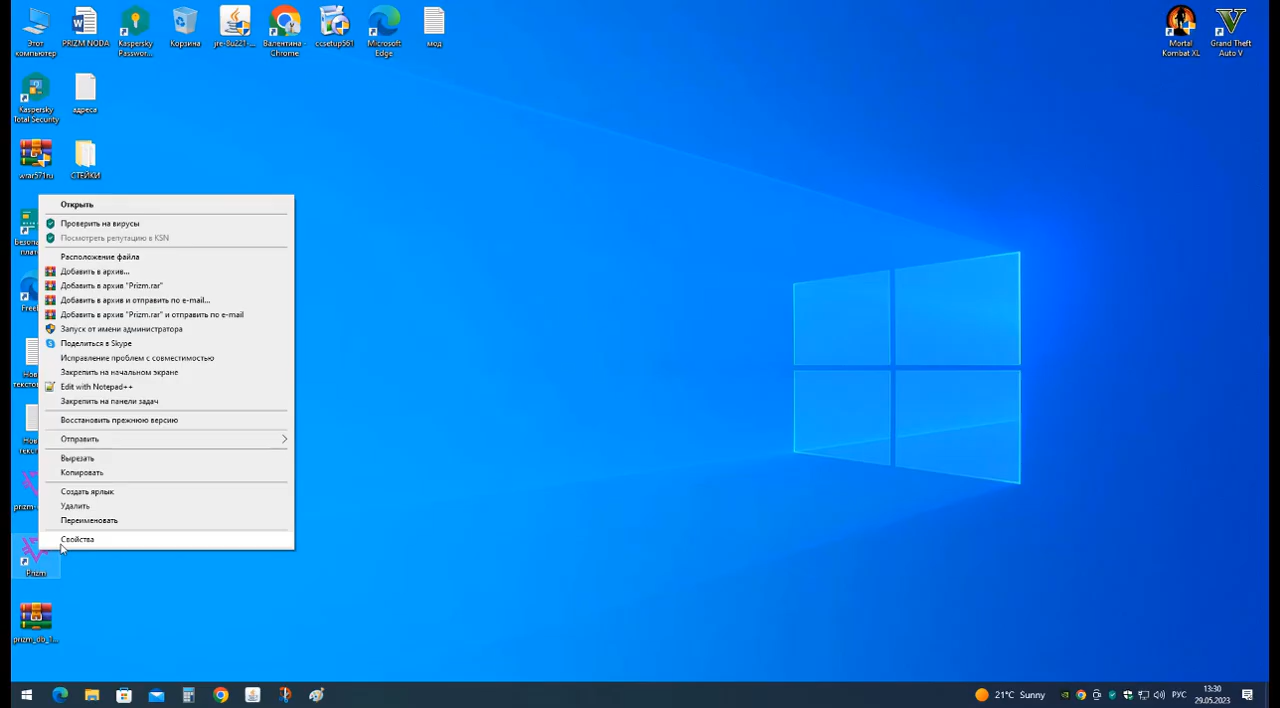 Этот
компьютер
PRIZM NODA
Kaspersky
Passwor...
Корзина
jre-8u221-...
Валентина -
Chrome
ccsetup561
Microsoft
Edge
мод
Mortal
Kombat XL
Grand Theft
Auto V
Kaspersky
Total Security
адреса
wrar571ru
СТЕЙКИ
Открыть
Проверить на вирусы
Посмотреть репутацию в KSN
Расположение файла
Добавить в архив...
Добавить в архив "Prizm.rar"
Добавить в архив и отправить по e-mail...
Добавить в архив "Prizm.rar" и отправить по e-mail
Запуск от имени администратора
Поделиться в Skype
Исправление проблем с совместимостью
Закрепить на начальном экране
Edit with Notepad++
Закрепить на панели задач
Восстановить прежнюю версию
Отправить
Вырезать
Копировать
Создать ярлык
Удалить
Переименовать
Свойства
Prizm
prizm_db_1...
21°C Sunny
РУС
13:30
29.05.2023